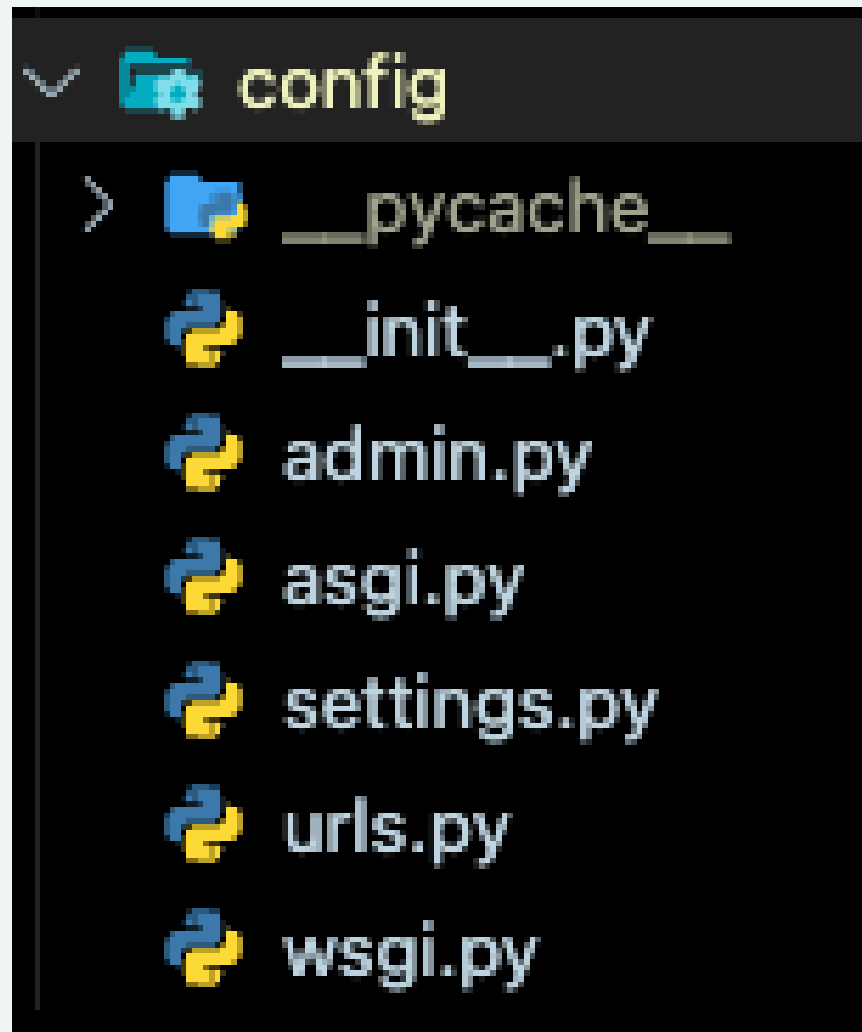 config
__pycache__
__init__.py
admin.py
asgi.py
settings.py
urls.py
wsgi.py